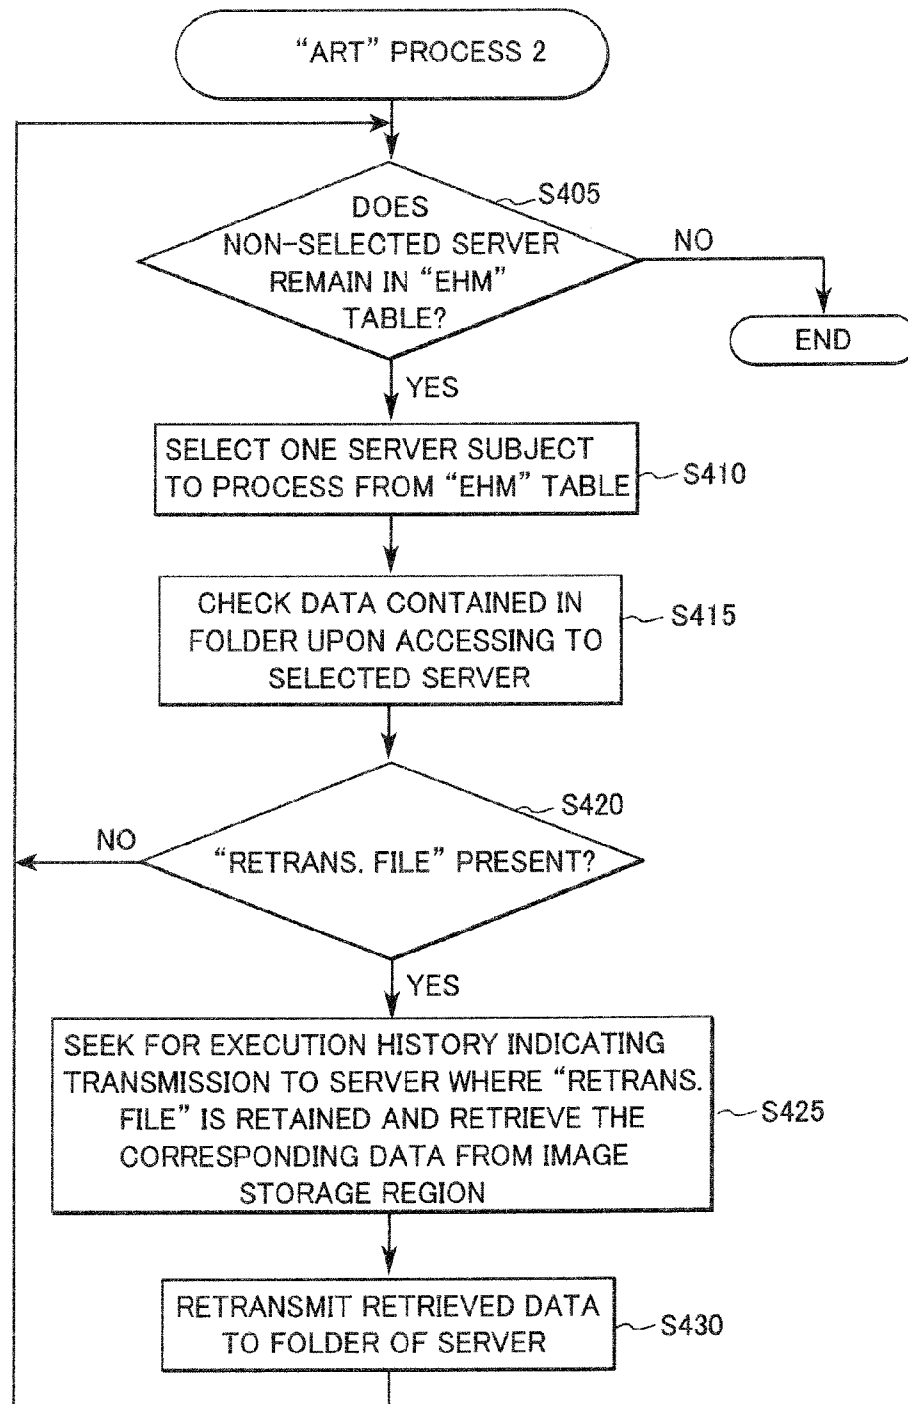 “ART” PROCESS 2
S405
DOES
NON-SELECTED SERVER
REMAIN IN “EHM”
TABLE?
NO
END
YES
SELECT ONE SERVER SUBJECT
TO PROCESS FROM “EHM” TABLE
S410
CHECK DATA CONTAINED IN
FOLDER UPON ACCESSING TO
SELECTED SERVER
S415
S420
NO
“RETRANS. FILE” PRESENT?
YES
SEEK FOR EXECUTION HISTORY INDICATING
TRANSMISSION TO SERVER WHERE “RETRANS.
FILE” IS RETAINED AND RETRIEVE THE
CORRESPONDING DATA FROM IMAGE
STORAGE REGION
S425
RETRANSMIT RETRIEVED DATA
TO FOLDER OF SERVER
S430